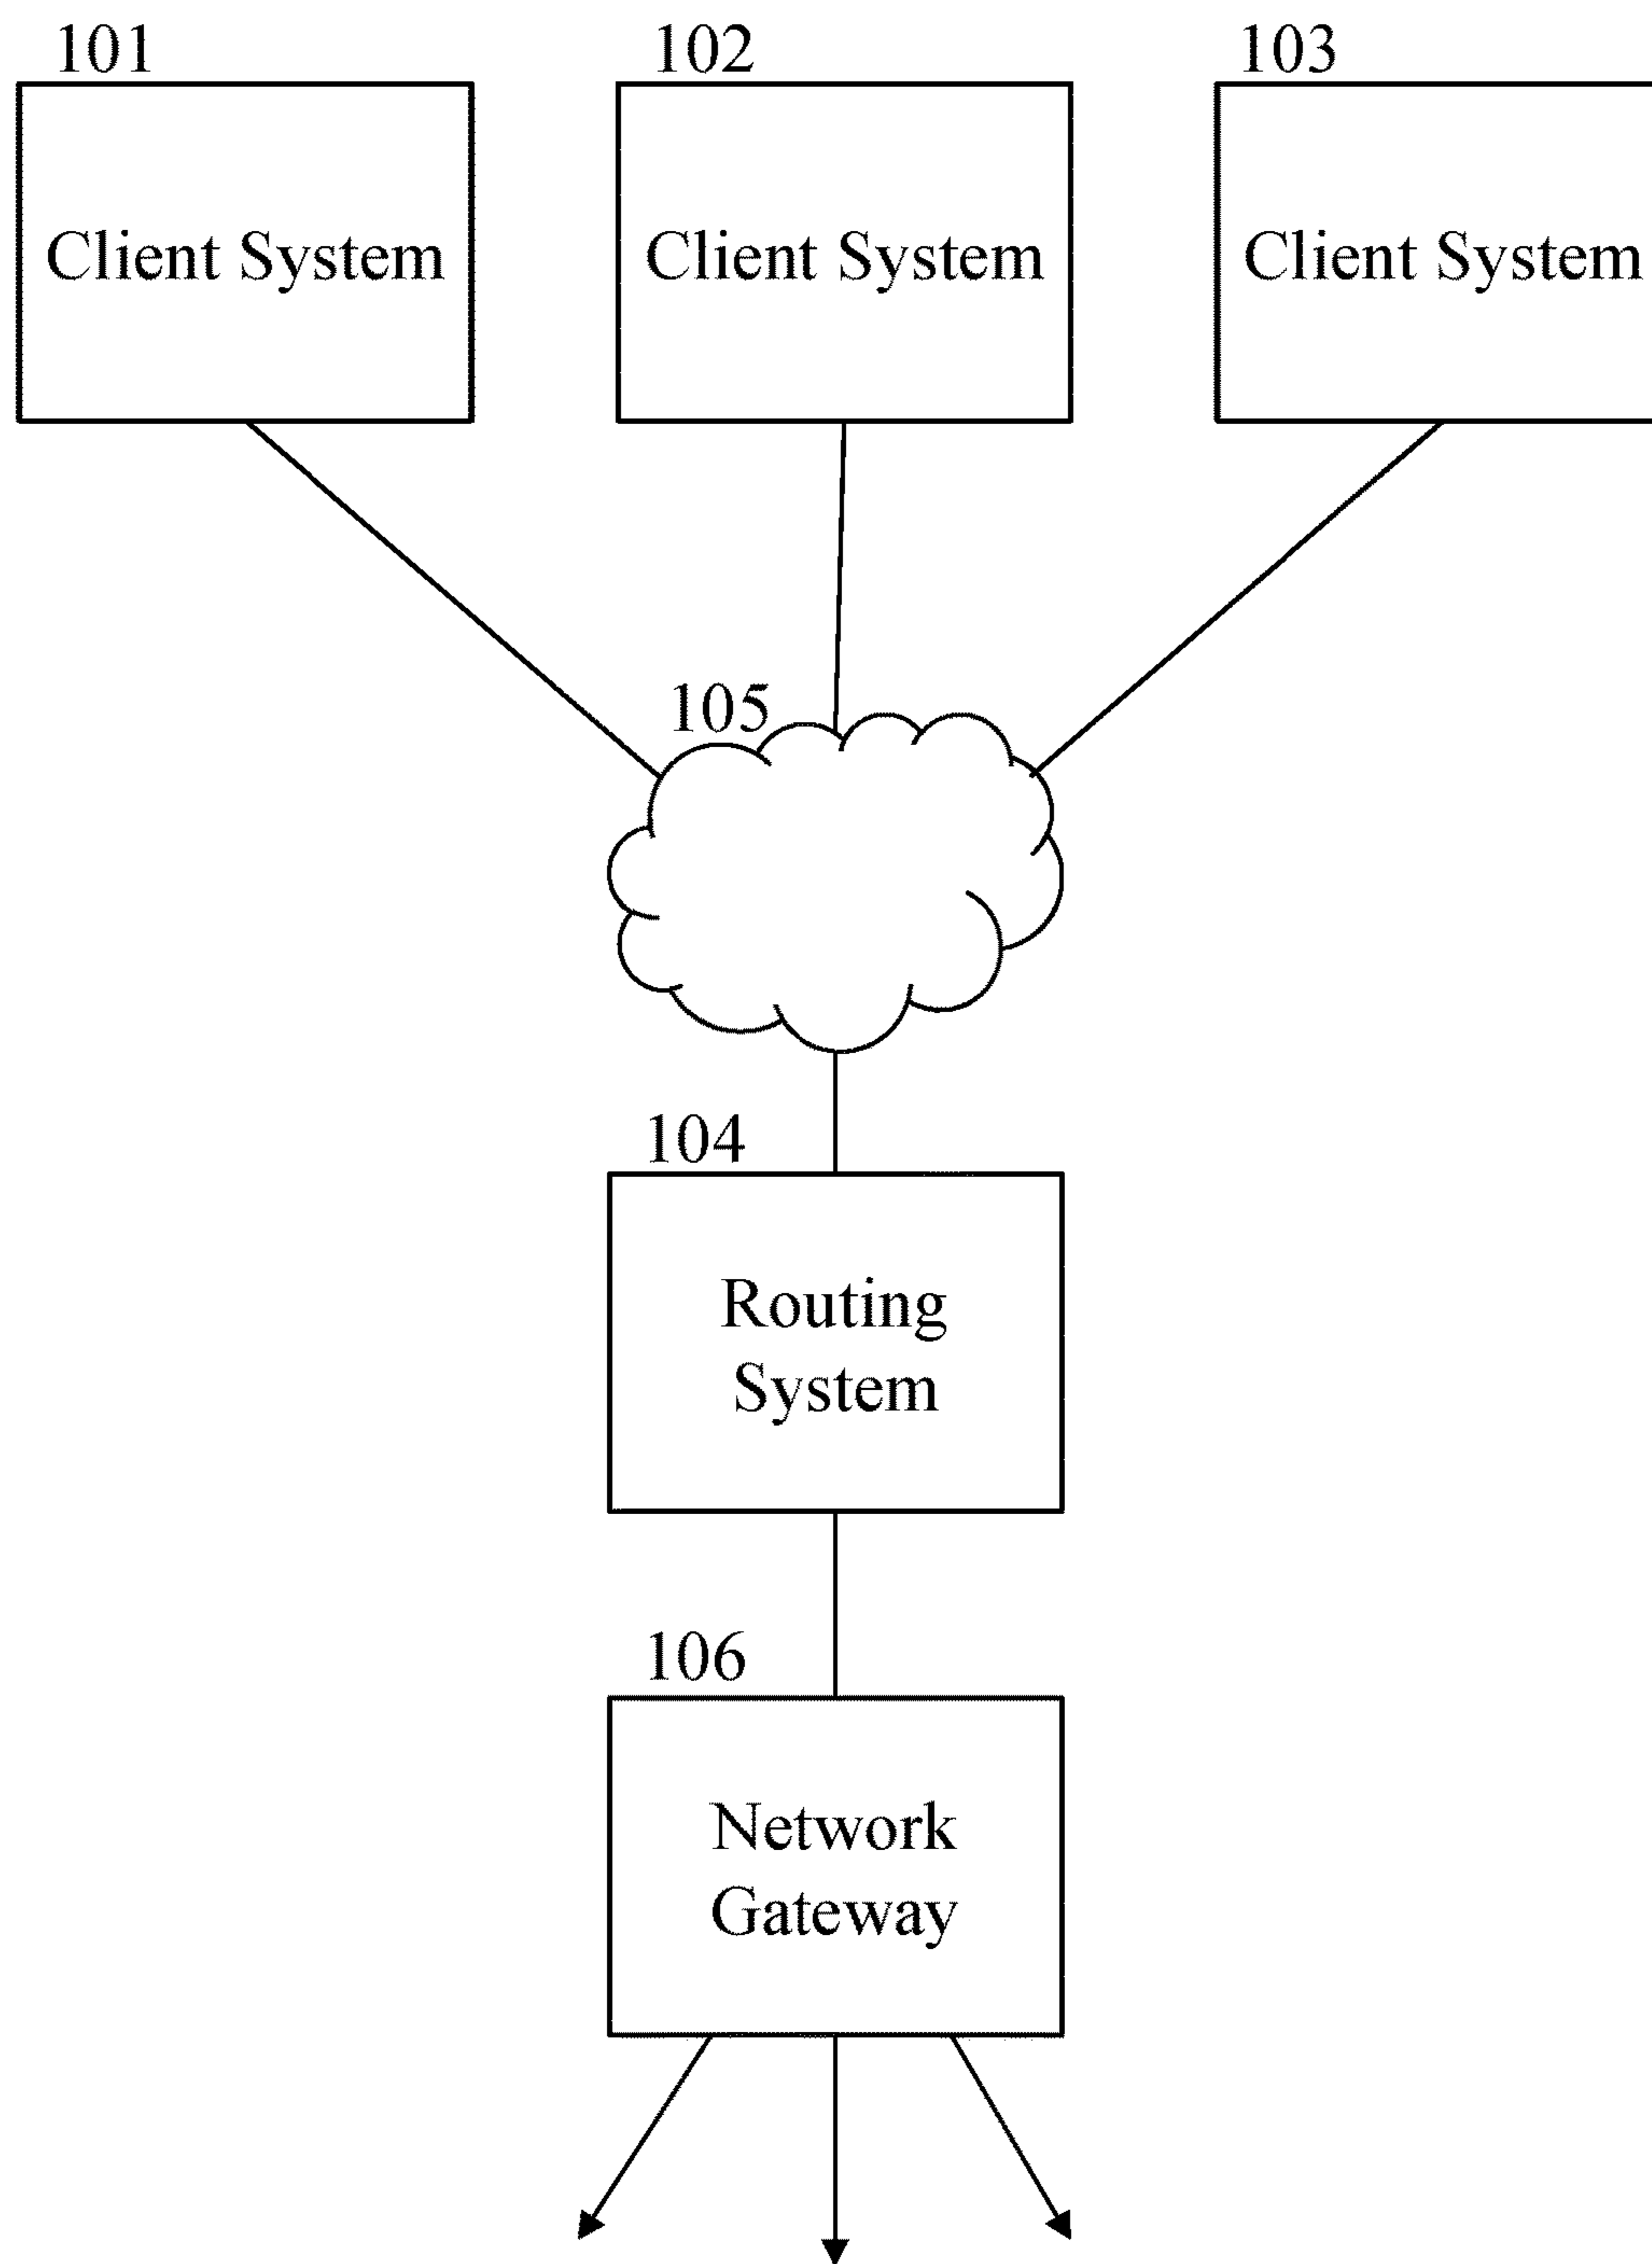 101
102
103
Client System
Client System
Client System
105
104
Routing
System
106
Network
Gateway